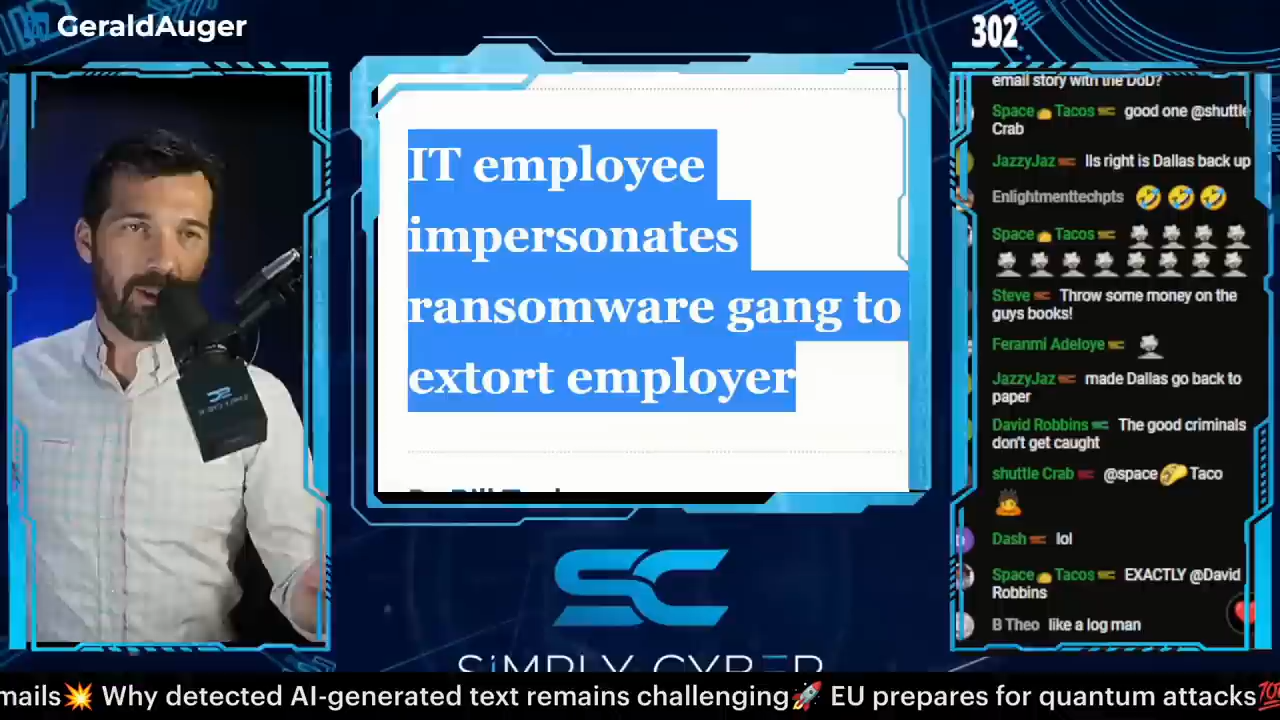 GeraldAuger
302
IT employee
impersonates
ransomware gang to
extort employer
email story with the DoD?
Space Tacos good one @shuttle
Crab
JazzyJaz Ils right is Dallas back up
Enlightmenttechpts 🤣🤣🤣
Space Tacos
Steve Throw some money on the
guys books!
Feranmi Adeloye
JazzyJaz made Dallas go back to
paper
David Robbins The good criminals
don't get caught
shuttle Crab @space🌮Taco
🙇
Dash lol
Space Tacos EXACTLY @David
Robbins
B Theo like a log man
SC
SIMPLY CYBER
mails💥 Why detected AI-generated text remains challenging🚀 EU prepares for quantum attacks💯